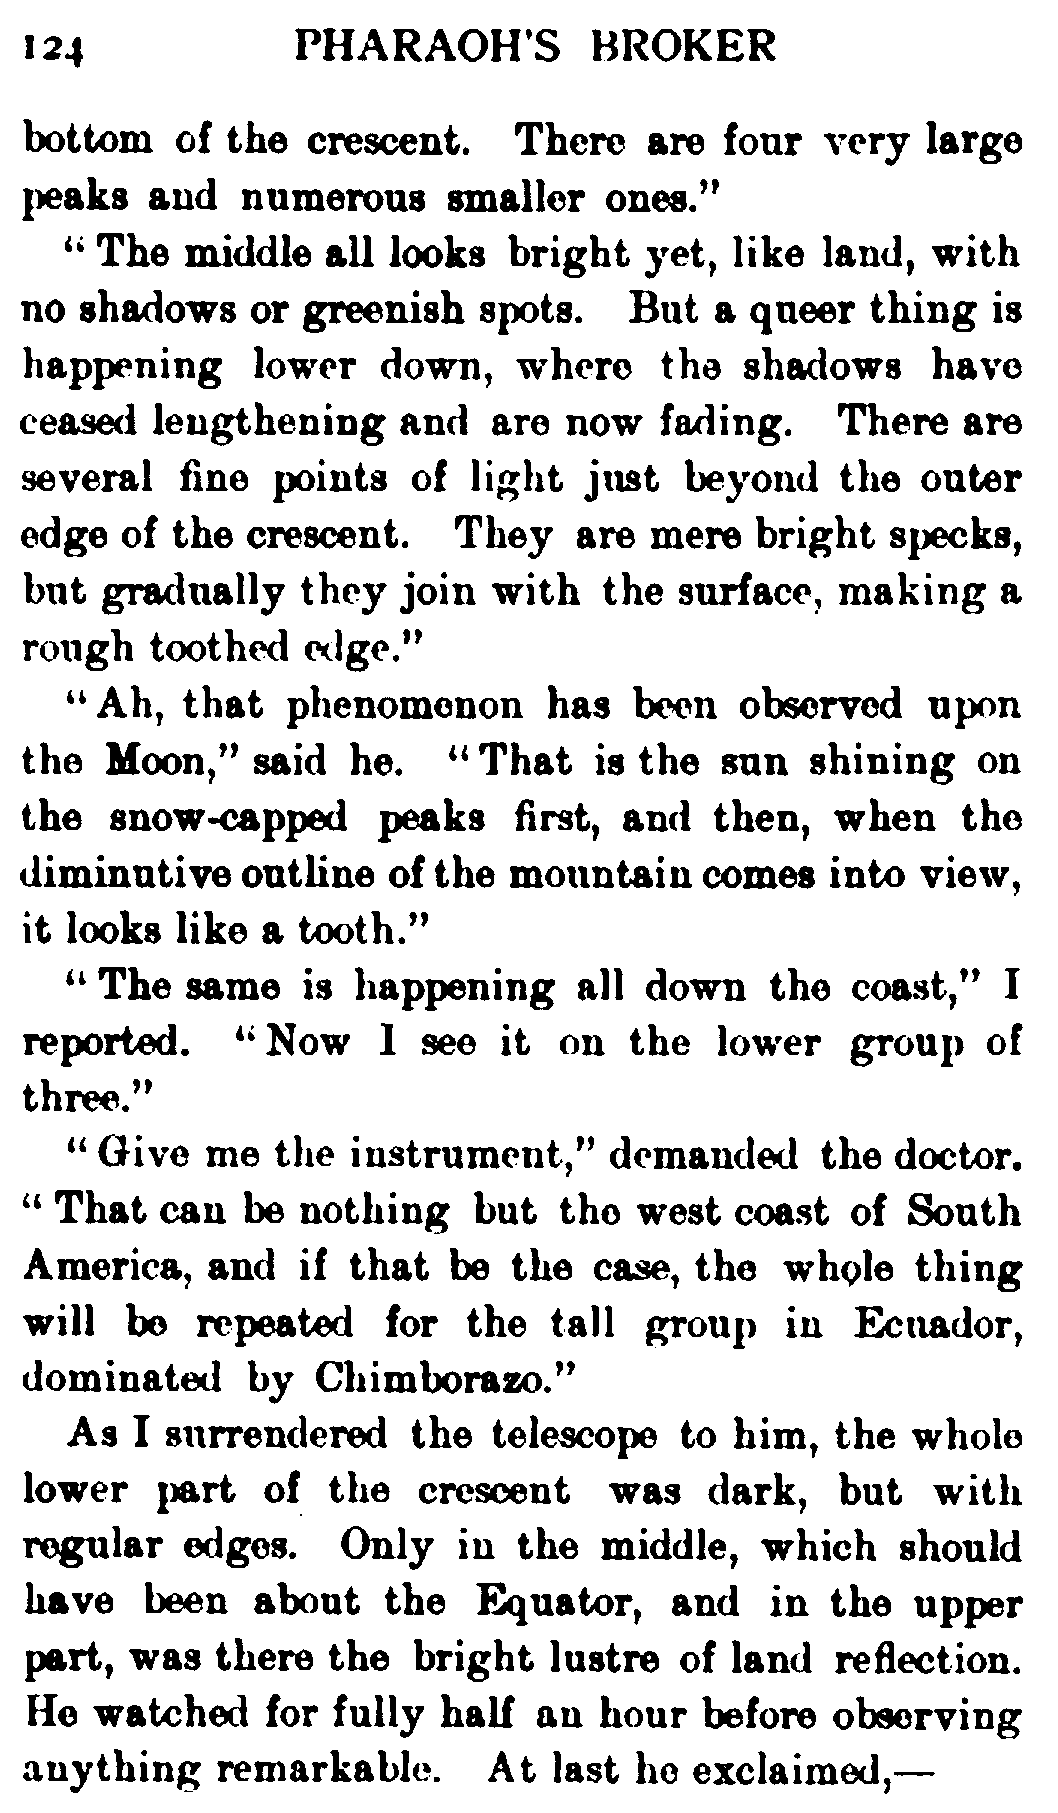 124 PHARAOH'S BROKER
bottom of the crescent. There are four very large
peaks and numerous smaller ones."
"The middle all looks bright yet, like land, with
no shadows or greenish spots. But a queer thing is
happening lower down, where the shadows have
ceased lengthening and are now fading. There are
several fine points of light just beyond the outer
edge of the crescent. They are mere bright specks,
but gradually they join with the surface, making a
rough toothed edge."
"Ah, that phenomenon has been observed upon
the Moon," said he. "That is the sun shining on
the snow-capped peaks first, and then, when the
diminutive outline of the mountain comes into view,
it looks like a tooth."
"The same is happening all down the coast," I
reported. "Now I see it on the lower group of
three."
"Give me the instrument," demanded the doctor.
"That can be nothing but the west coast of South
America, and if that be the case, the whole thing
will be repeated for the tall group in Ecuador,
dominated by Chimborazo."
As I surrendered the telescope to him, the whole
lower part of the crescent was dark, but with
regular edges. Only in the middle, which should
have been about the Equator, and in the upper
part, was there the bright lustre of land reflection.
He watched for fully half an hour before observing
anything remarkable. At last he exclaimed,—